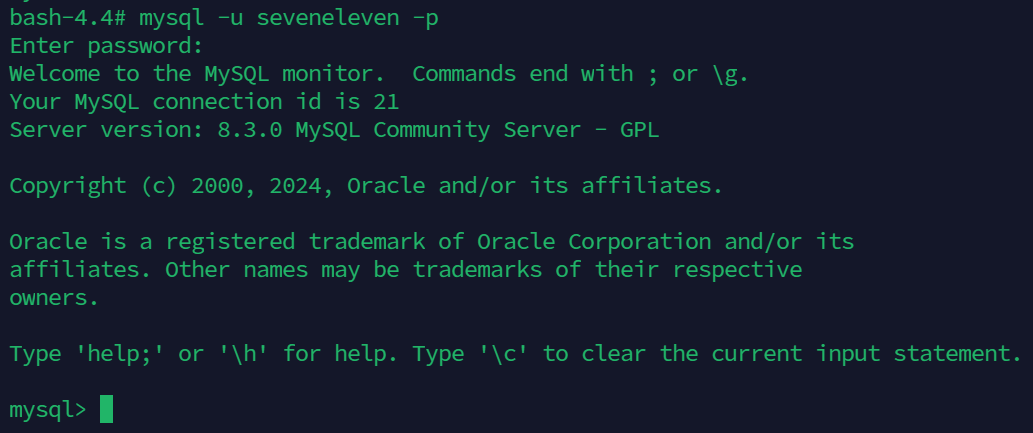 bash-4.4# mysql -u seveneleven -p
Enter password:
Welcome to the MySQL monitor.  Commands end with ; or \g.
Your MySQL connection id is 21
Server version: 8.3.0 MySQL Community Server - GPL

Copyright (c) 2000, 2024, Oracle and/or its affiliates.

Oracle is a registered trademark of Oracle Corporation and/or its
affiliates. Other names may be trademarks of their respective
owners.

Type 'help;' or '\h' for help. Type '\c' to clear the current input statement.

mysql>